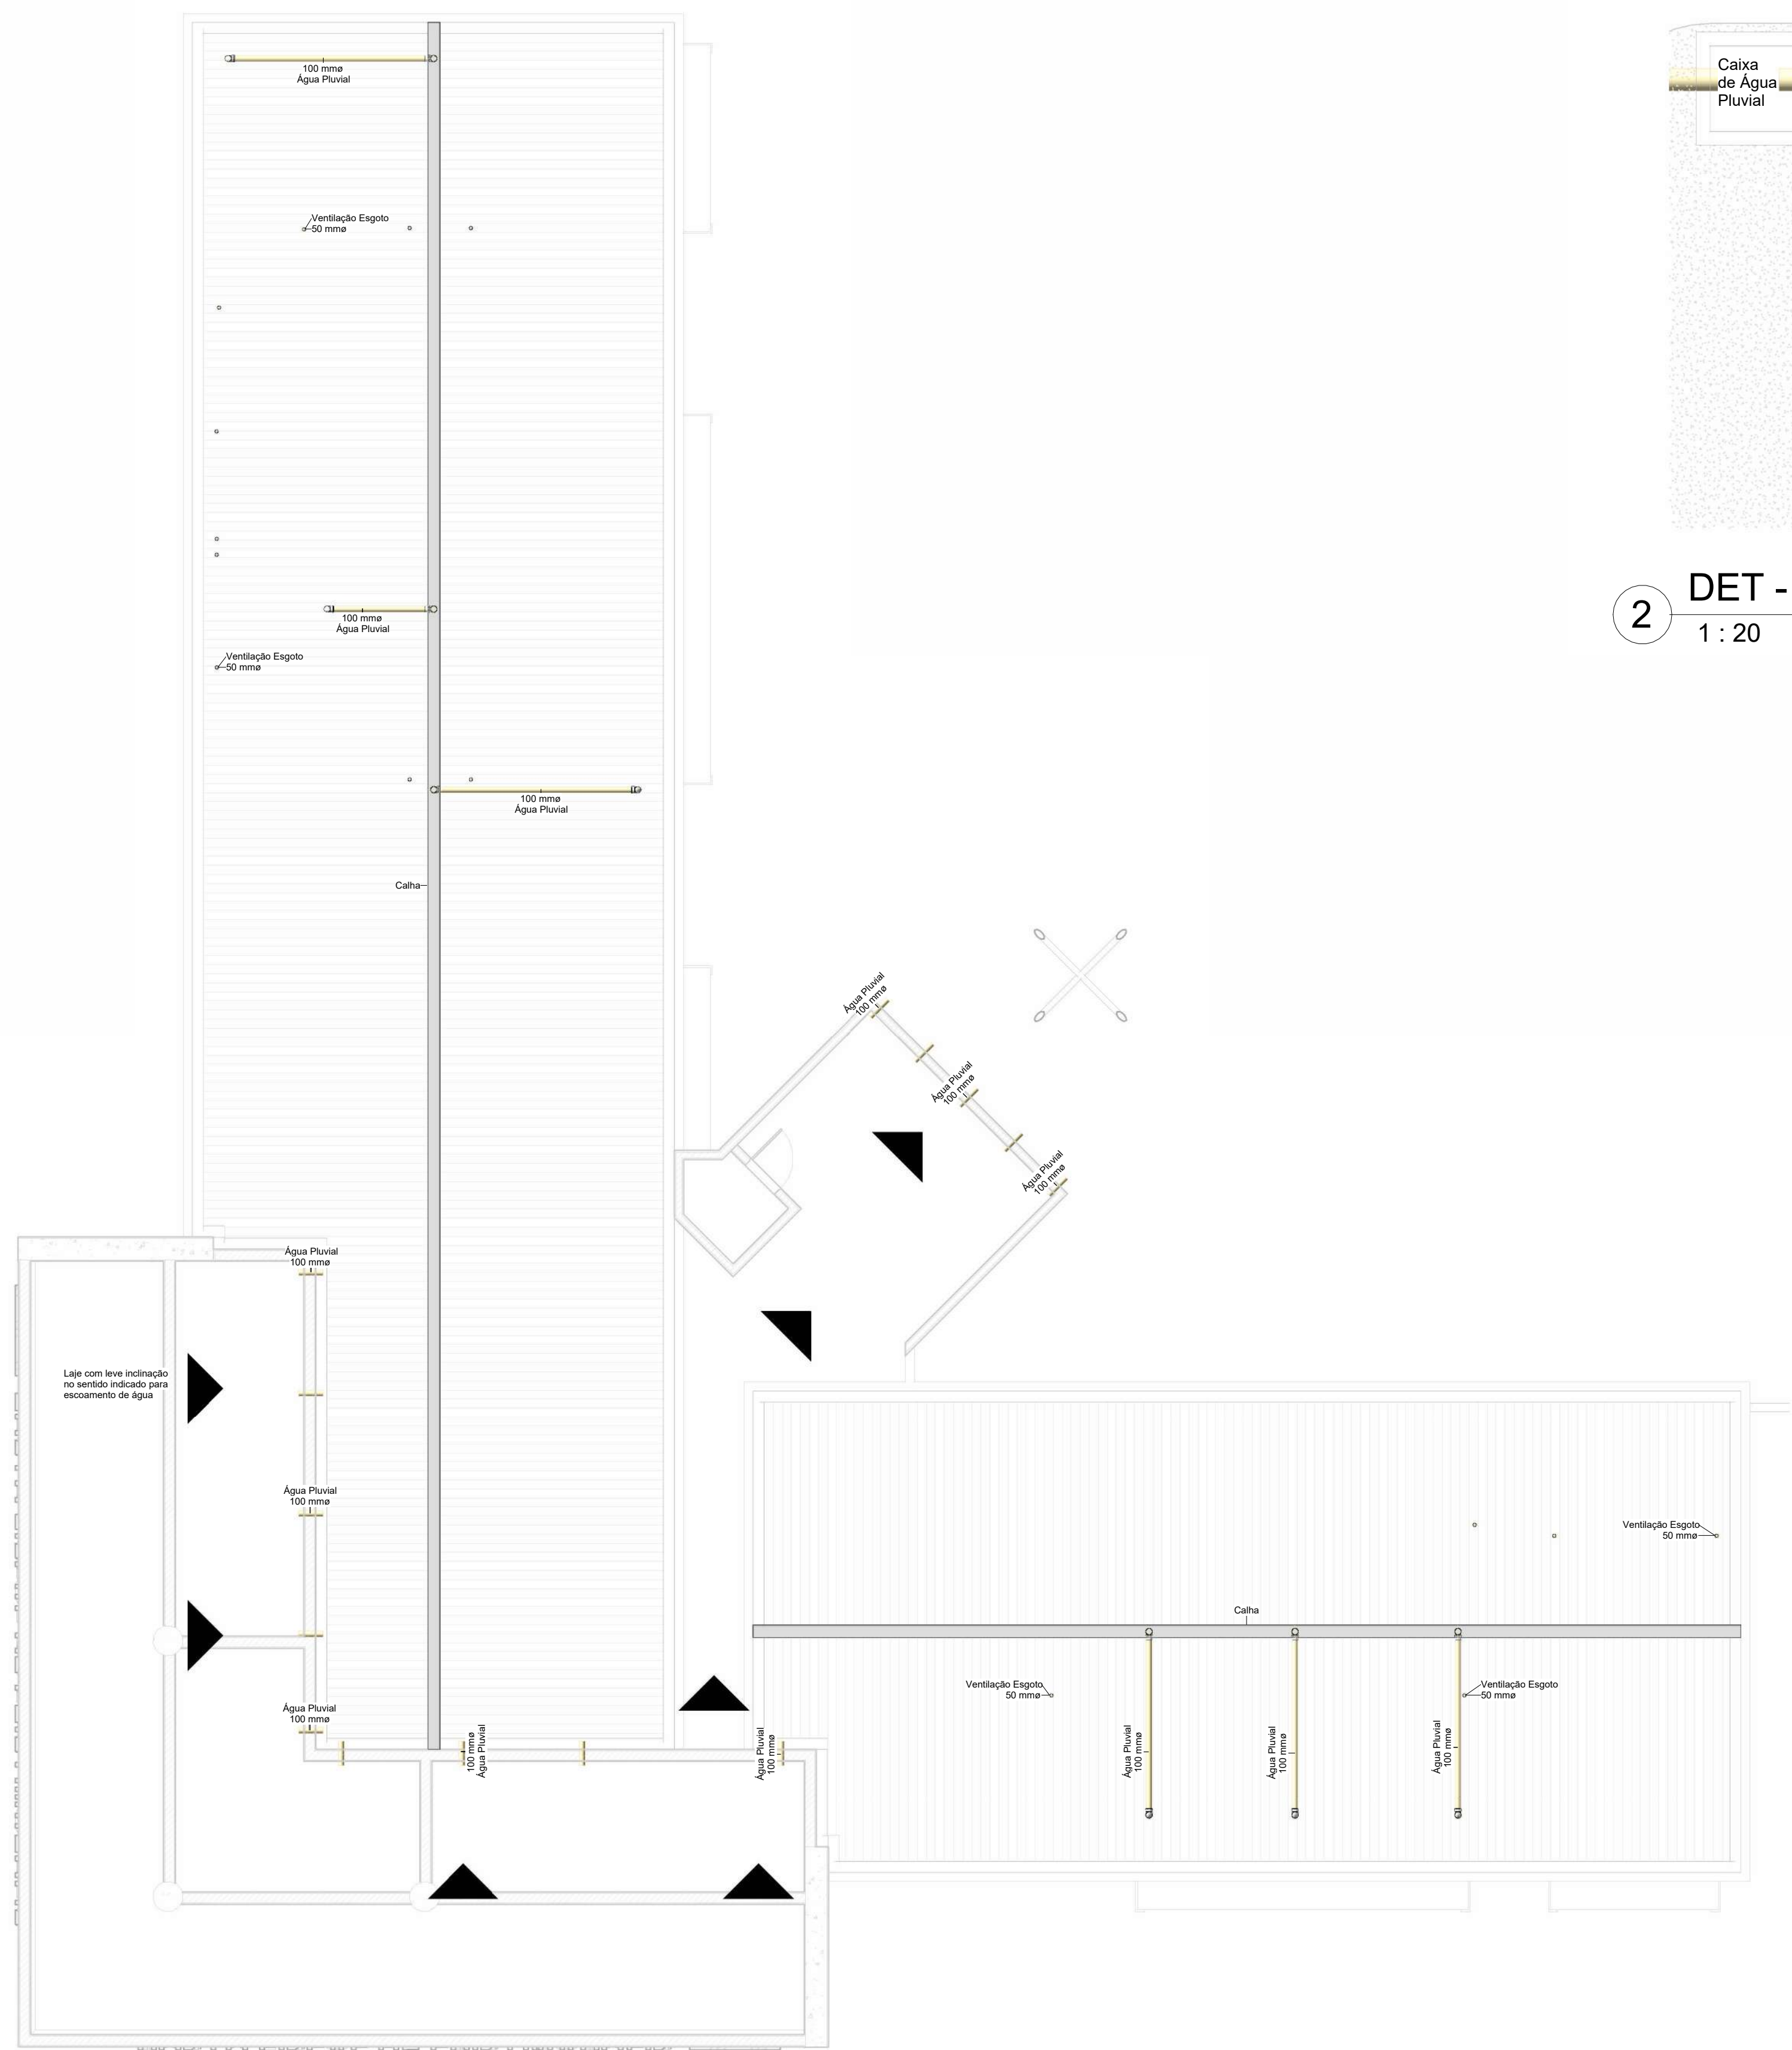 100 mmø
Água Pluvial
Caixa
de Água
Pluvial
Ventilação Esgoto
50 mmø
DET -
2
1 : 20
100 mmø
Água Pluvial
Ventilação Esgoto
50 mmø
100 mmø
Água Pluvial
Calha
Água Pluvial
100 mmø
Água Pluvial
100 mmø
Água Pluvial
100 mmø
Água Pluvial
100 mmø
Laje com leve inclinação
no sentido indicado para
escoamento de água
Água Pluvial
100 mmø
Ventilação Esgoto
50 mmø
Calha
Ventilação Esgoto
50 mmø
Ventilação Esgoto
50 mmø
Água Pluvial
100 mmø
100 mmø
Água Pluvial
Água Pluvial
100 mmø
Água Pluvial
100 mmø
Água Pluvial
100 mmø
Água Pluvial
100 mmø